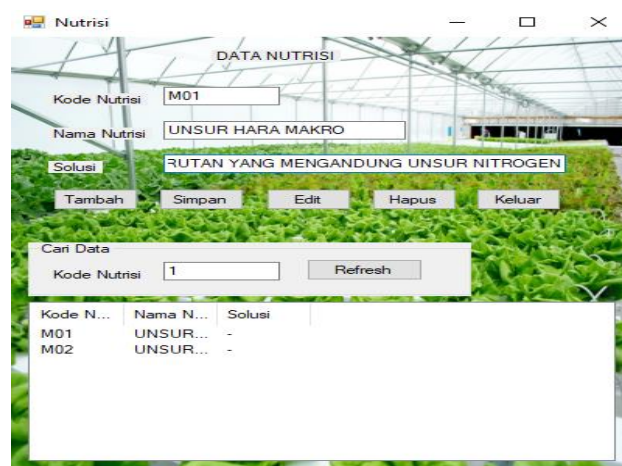 Nutrisi
DATA NUTRISI
Kode Nutrisi M01
Nama Nutrisi UNSUR HARA MAKRO
Solusi RUTAN YANG MENGANDUNG UNSUR NITROGEN
Tambah Simpan Edit Hapus Keluar
Cari Data
Kode Nutrisi 1 Refresh
Kode N... Nama N... Solusi
M01 UNSUR... -
M02 UNSUR... -